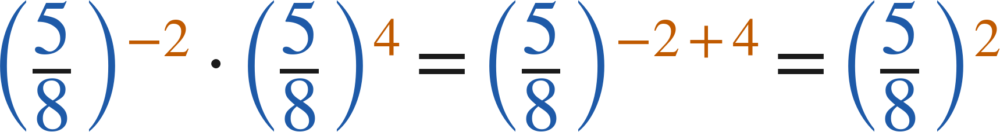 (5/8)^−2 · (5/8)^4 = (5/8)^−2+4 = (5/8)^2